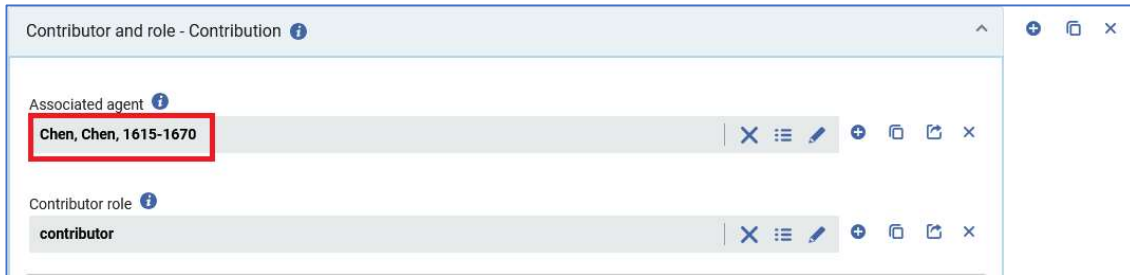 Contributor and role - Contribution
Associated agent
Chen, Chen, 1615-1670
Contributor role
contributor